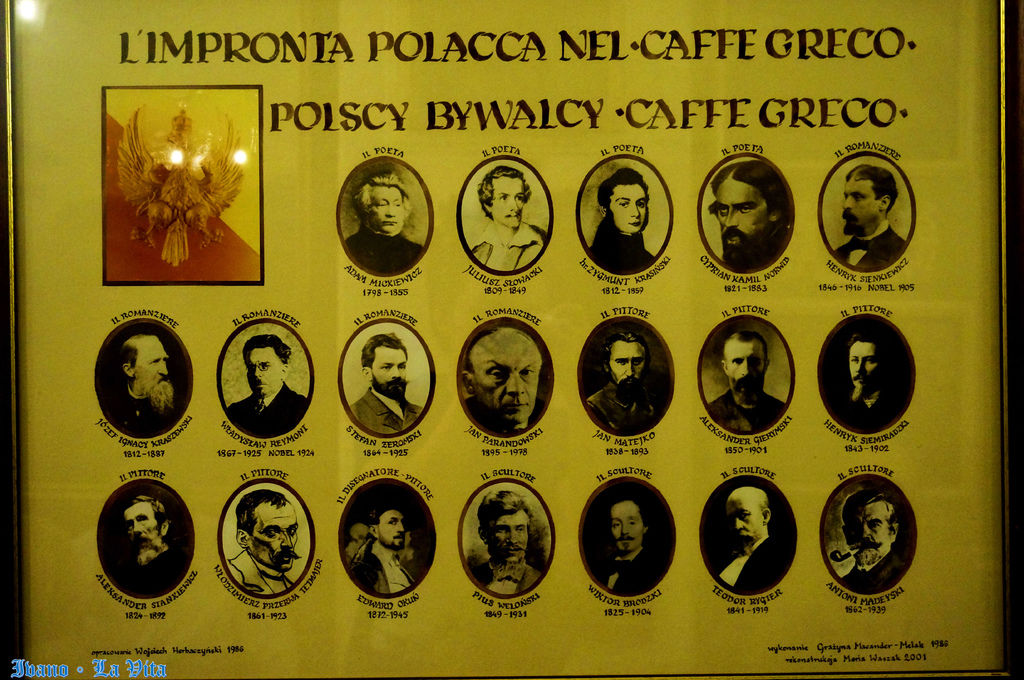 L'IMPRONTA POLACCA NEL·CAFFE GRECO·
POLSCY BYWALCY ·CAFFE GRECO·
IL POETA
ADAM MICKIEWICZ
1798-1855
IL POETA
JULIUSZ SŁOWACKI
1809-1849
IL POETA
hr. ZYGMUNT KRASIŃSKI
1812-1859
IL POETA
CYPRIAN KAMIL NORWID
1821-1883
IL ROMANZIERE
HENRYK SIENKIEWICZ
1846-1916 NOBEL 1905
IL ROMANZIERE
JÓZEF IGNACY KRASZEWSKI
1812-1887
IL ROMANZIERE
WŁADYSŁAW REYMONT
1867-1925 NOBEL 1924
IL ROMANZIERE
STEFAN ŻEROMSKI
1864-1925
IL ROMANZIERE
JAN PARANDOWSKI
1895-1978
IL PITTORE
JAN MATEJKO
1838-1893
IL PITTORE
ALEKSANDER GIERYMSKI
1850-1901
IL PITTORE
HENRYK SIEMIRADZKI
1843-1902
IL PITTORE
ALEKSANDER STANKIEWICZ
1824-1892
IL PITTORE
WŁODZIMIERZ PRZERWA TETMAJER
1861-1923
IL DISEGNATORE-PITTORE
EDWARD OKUŃ
1872-1945
IL SCULTORE
PIUS WELOŃSKI
1849-1931
IL SCULTORE
WIKTOR BRODZKI
1825-1904
IL SCULTORE
TEODOR RYGIER
1841-1919
IL SCULTORE
ANTONI MADEYSKI
1862-1939
opracowanie Wojciech Herbaczyński 1986
wykonanie Grażyna Macander-Melak 1986
rekonstrukcja Maria Waszak 2001
Ivano · La Vita